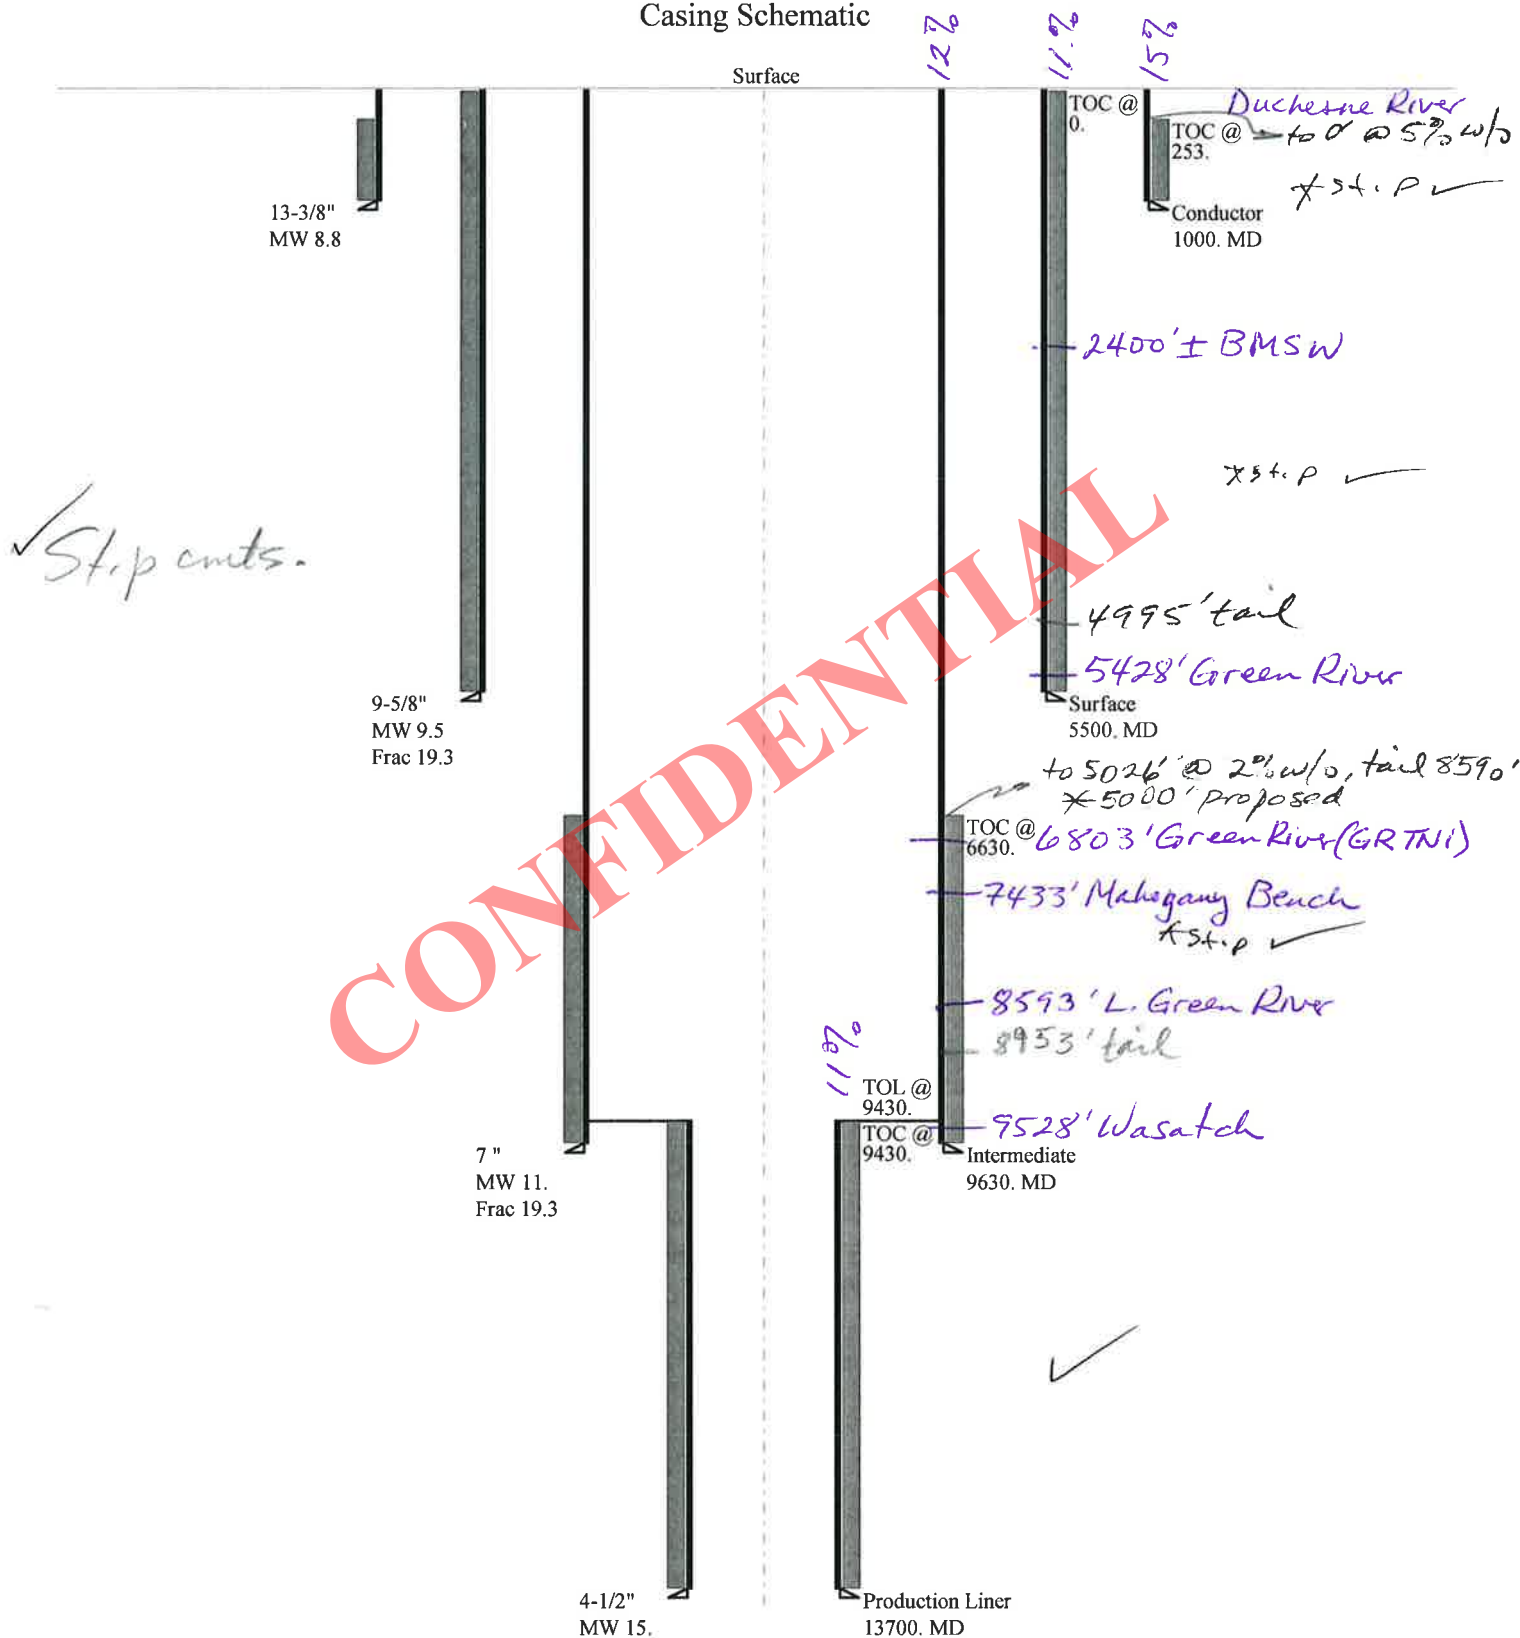 Casing Schematic
12%
11%
15%
Surface
TOC @
0.
Duchesne River
TOC @
253.
to 0' @ 5% w/o
*stip ✓
13-3/8"
MW 8.8
Conductor
1000. MD
2400'± BMSW
*stip ✓
✓ Stip cmts.
4995' tail
5428' Green River
9-5/8"
MW 9.5
Frac 19.3
Surface
5500. MD
to 5026' @ 2% w/o, tail 8590'
*5000' proposed
TOC @
6630.
6803' Green River (GRTN1)
7433' Mahogany Bench
*stip ✓
CONFIDENTIAL
8593' L. Green River
8953' tail
11%
TOL @
9430.
TOC @
9430.
9528' Wasatch
7 "
MW 11.
Frac 19.3
Intermediate
9630. MD
✓
4-1/2"
MW 15.
Production Liner
13700. MD